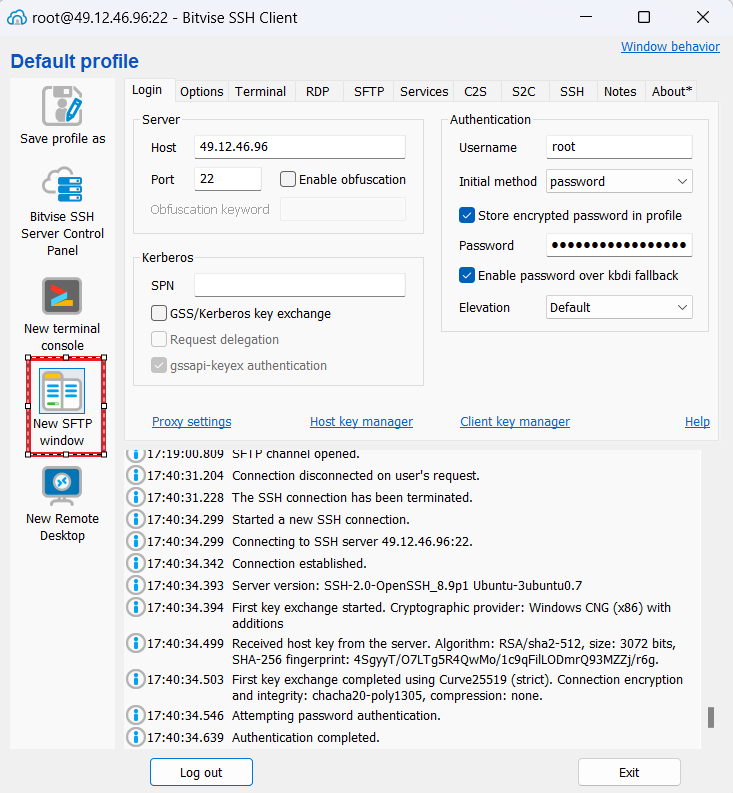 root@49.12.46.96:22 - Bitvise SSH Client
Window behavior
Default profile
Save profile as
Bitvise SSH
Server Control
Panel
New terminal
console
New SFTP
window
New Remote
Desktop
Login Options Terminal RDP SFTP Services C2S S2C SSH Notes About*
Server
Host 49.12.46.96
Port 22 Enable obfuscation
Obfuscation keyword
Kerberos
SPN
GSS/Kerberos key exchange
Request delegation
gssapi-keyex authentication
Authentication
Username root
Initial method password
Store encrypted password in profile
Password ●●●●●●●●●●●●●●●●●
Enable password over kbdi fallback
Elevation Default
Proxy settings Host key manager Client key manager Help
17:19:00.809 SFTP channel opened.
17:40:31.204 Connection disconnected on user's request.
17:40:31.228 The SSH connection has been terminated.
17:40:34.299 Started a new SSH connection.
17:40:34.299 Connecting to SSH server 49.12.46.96:22.
17:40:34.342 Connection established.
17:40:34.393 Server version: SSH-2.0-OpenSSH_8.9p1 Ubuntu-3ubuntu0.7
17:40:34.394 First key exchange started. Cryptographic provider: Windows CNG (x86) with
additions
17:40:34.499 Received host key from the server. Algorithm: RSA/sha2-512, size: 3072 bits,
SHA-256 fingerprint: 4SgyyT/O7LTg5R4QwMo/1c9qFilLODmrQ93MZZj/r6g.
17:40:34.503 First key exchange completed using Curve25519 (strict). Connection encryption
and integrity: chacha20-poly1305, compression: none.
17:40:34.546 Attempting password authentication.
17:40:34.639 Authentication completed.
Log out Exit